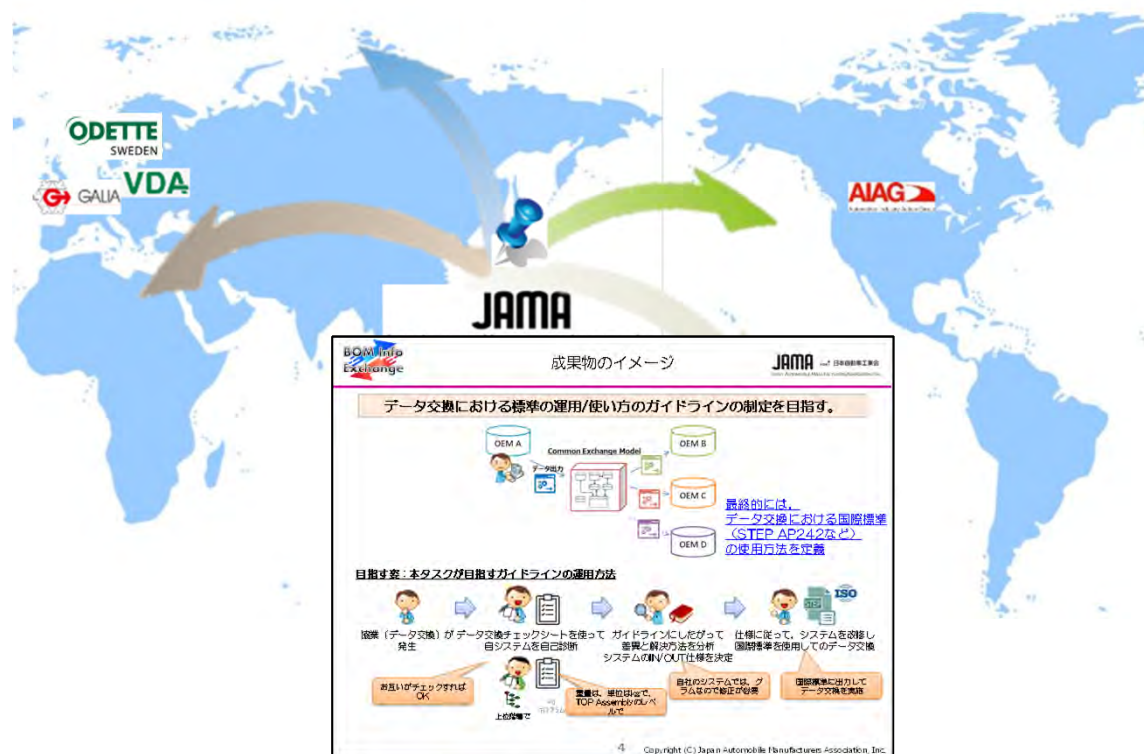 ODETTE
SWEDEN
GALIA
VDA
AIAG
JAMA
BOM Info
Exchange
成果物のイメージ
JAMA
データ交換における標準の運用/使い方のガイドラインの制定を目指す。
OEM A
データ出力
Common Exchange Model
OEM B
OEM C
OEM D
最終的には、
データ交換における国際標準
(STEP AP242など)
の使用方法を定義
目指す姿：本タスクが目指すガイドラインの運用方法
協業（データ交換）が
発生
データ交換チェックシートを使って
自システムを自己診断
ガイドラインにしたがって
差異と解決方法を分析
システムのIN/OUT仕様を決定
ISO
仕様に従って，システムを改修し
国際標準を使用してのデータ交換
お互いがチェックすれば
OK
上位階層で
重量は、単位はkgで、
TOP Assemblyのレベ
ルで
自社のシステムでは、グ
ラムなので修正が必要
国際標準に出力して
データ交換を実施
4
Copyright (C) Japan Automobile Manufacturers Association, Inc.